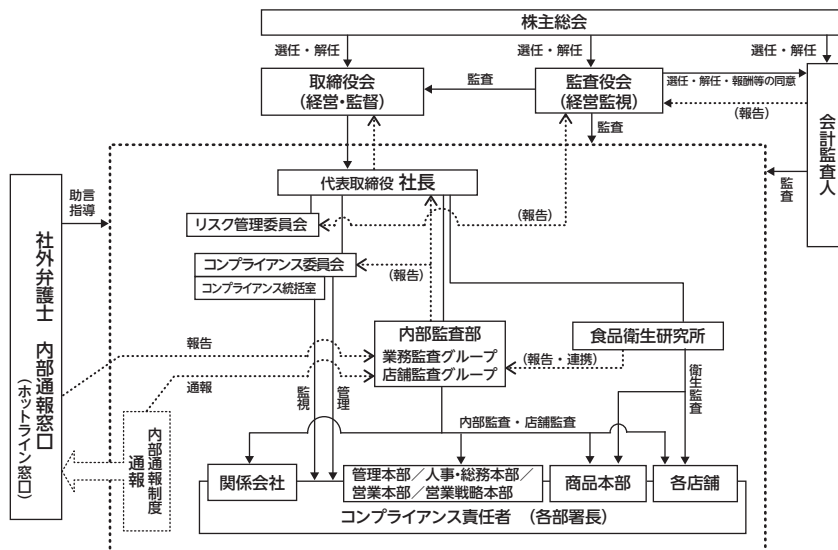 株主総会
選任・解任
選任・解任
選任・解任
取締役会
(経営・監督)
監査
監査役会
(経営監視)
選任・解任・報酬等の同意
(報告)
監査
会計監査人
監査
代表取締役 社長
助言
指導
リスク管理委員会
(報告)
コンプライアンス委員会
(報告)
コンプライアンス統括室
社外弁護士 内部通報窓口
(ホットライン窓口)
内部監査部
業務監査グループ
店舗監査グループ
食品衛生研究所
報告
(報告・連携)
通報
監視
管理
衛生監査
内部通報制度
通報
内部監査・店舗監査
関係会社
管理本部/人事・総務本部/
営業本部/営業戦略本部
商品本部
各店舗
コンプライアンス責任者 (各部署長)